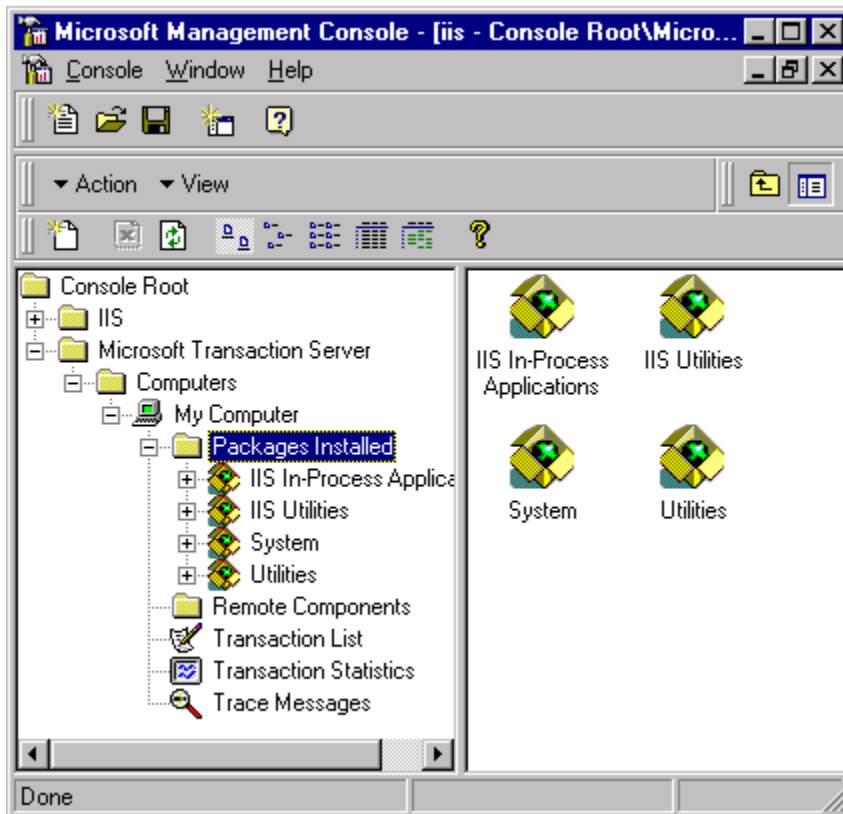 Microsoft Management Console - [iis - Console Root\Micro...
Console Window Help
Action View
Console Root
IIS
Microsoft Transaction Server
Computers
My Computer
Packages Installed
IIS In-Process Applica
IIS Utilities
System
Utilities
Remote Components
Transaction List
Transaction Statistics
Trace Messages
IIS In-Process
Applications
IIS Utilities
System
Utilities
Done